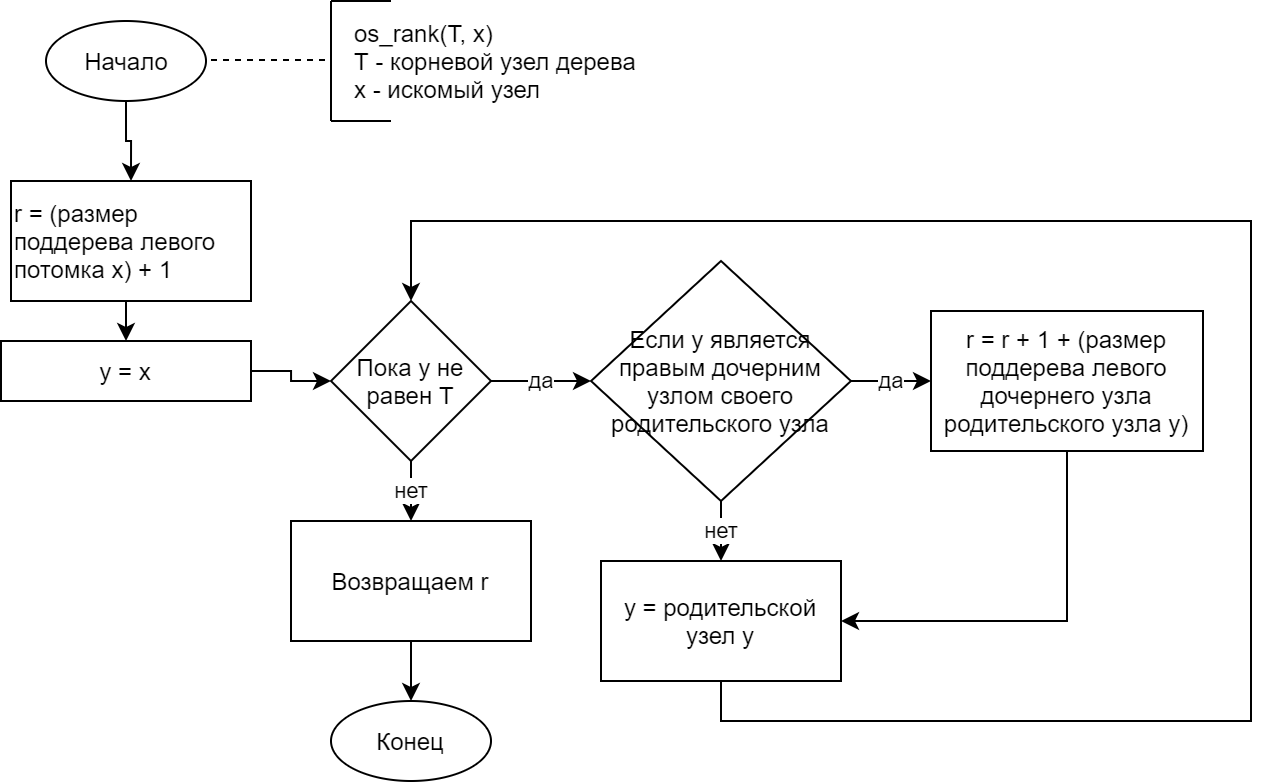 Начало
os_rank(T, x)
T - корневой узел дерева
x - искомый узел
r = (размер
поддерева левого
потомка x) + 1
y = x
Пока y не
равен T
да
Если y является
правым дочерним
узлом своего
родительского узла
да
r = r + 1 + (размер
поддерева левого
дочернего узла
родительского узла y)
нет
Возвращаем r
нет
y = родительской
узел y
Конец